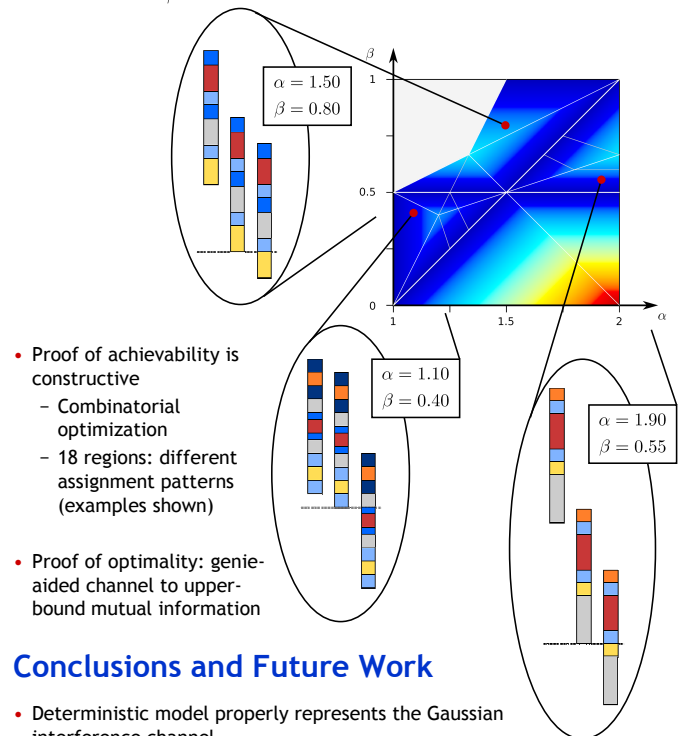 β
1
0.5
0
1
1.5
2
α
α = 1.50
β = 0.80
α = 1.10
β = 0.40
α = 1.90
β = 0.55
• Proof of achievability is
constructive
– Combinatorial
optimization
– 18 regions: different
assignment patterns
(examples shown)
• Proof of optimality: genie-
aided channel to upper-
bound mutual information
Conclusions and Future Work
• Deterministic model properly represents the Gaussian